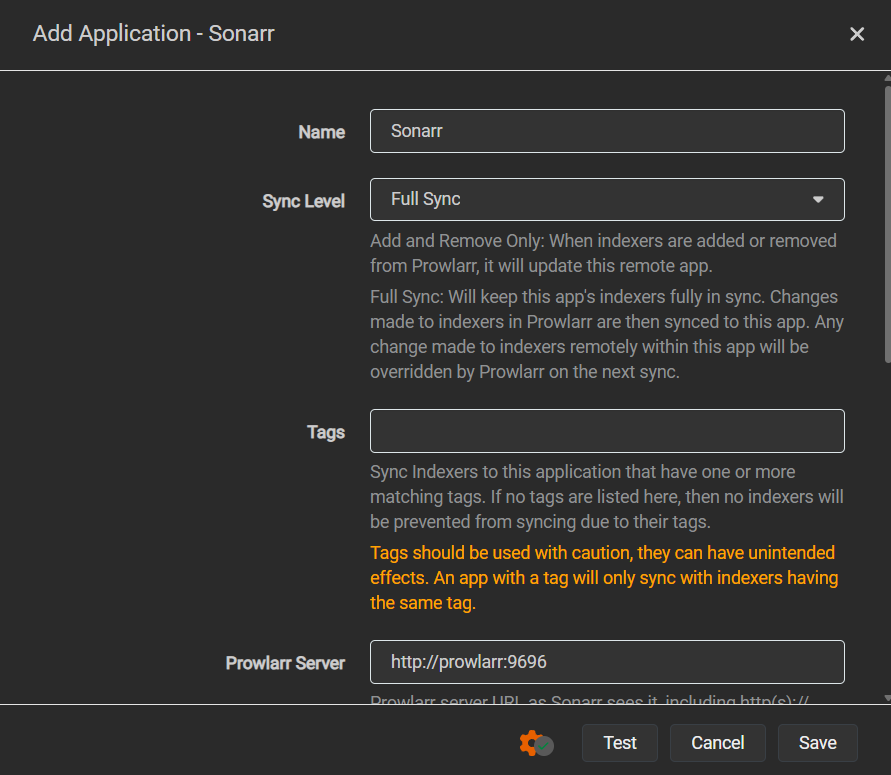 Add Application - Sonarr
Name
Sonarr
Sync Level
Full Sync
Add and Remove Only: When indexers are added or removed
from Prowlarr, it will update this remote app.
Full Sync: Will keep this app's indexers fully in sync. Changes
made to indexers in Prowlarr are then synced to this app. Any
change made to indexers remotely within this app will be
overridden by Prowlarr on the next sync.
Tags
Sync Indexers to this application that have one or more
matching tags. If no tags are listed here, then no indexers will
be prevented from syncing due to their tags.
Tags should be used with caution, they can have unintended
effects. An app with a tag will only sync with indexers having
the same tag.
Prowlarr Server
http://prowlarr:9696
Prowlarr server URL as Sonarr sees it, including http(s)://
Test
Cancel
Save